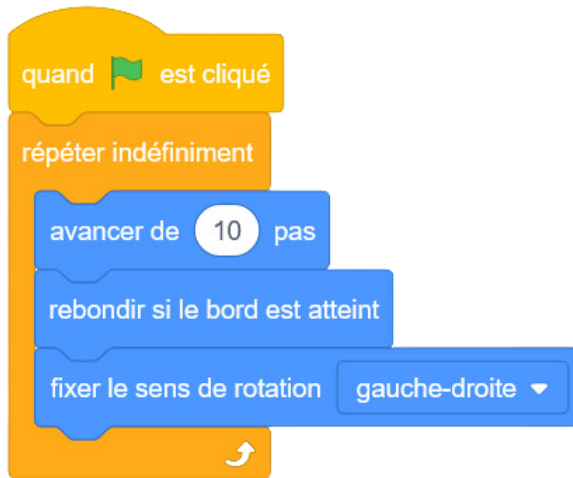 quand est cliqué
répéter indéfiniment
avancer de 10 pas
rebondir si le bord est atteint
fixer le sens de rotation gauche-droite